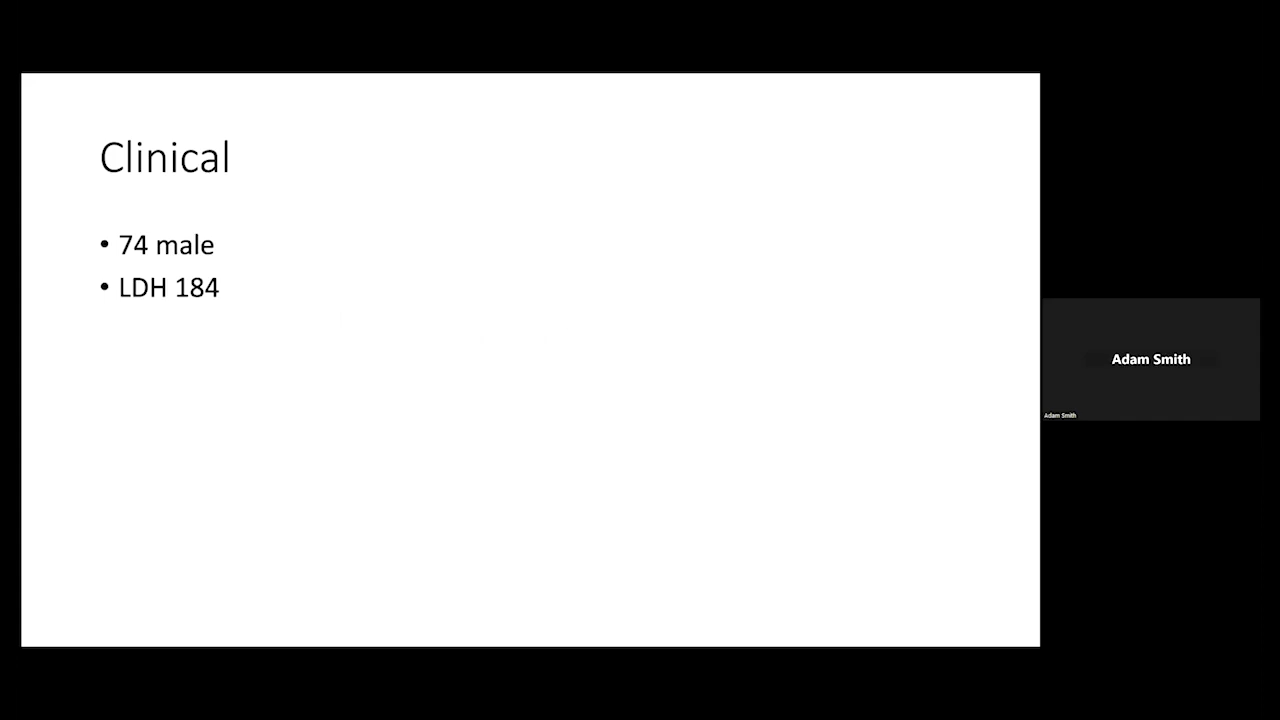 Clinical
• 74 male
• LDH 184
Adam Smith
Adam Smith